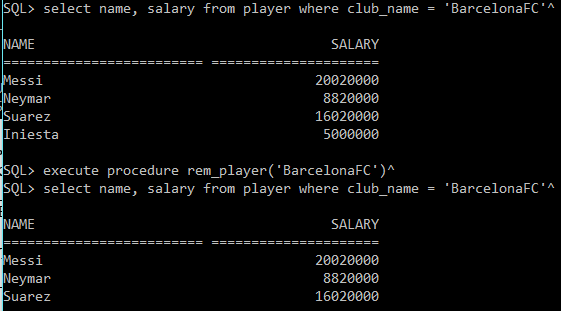 SQL> select name, salary from player where club_name = 'BarcelonaFC'^
NAME                                    SALARY
========================= =====================
Messi                                 20020000
Neymar                                 8820000
Suarez                                16020000
Iniesta                                5000000
SQL> execute procedure rem_player('BarcelonaFC')^
SQL> select name, salary from player where club_name = 'BarcelonaFC'^
NAME                                    SALARY
========================= =====================
Messi                                 20020000
Neymar                                 8820000
Suarez                                16020000